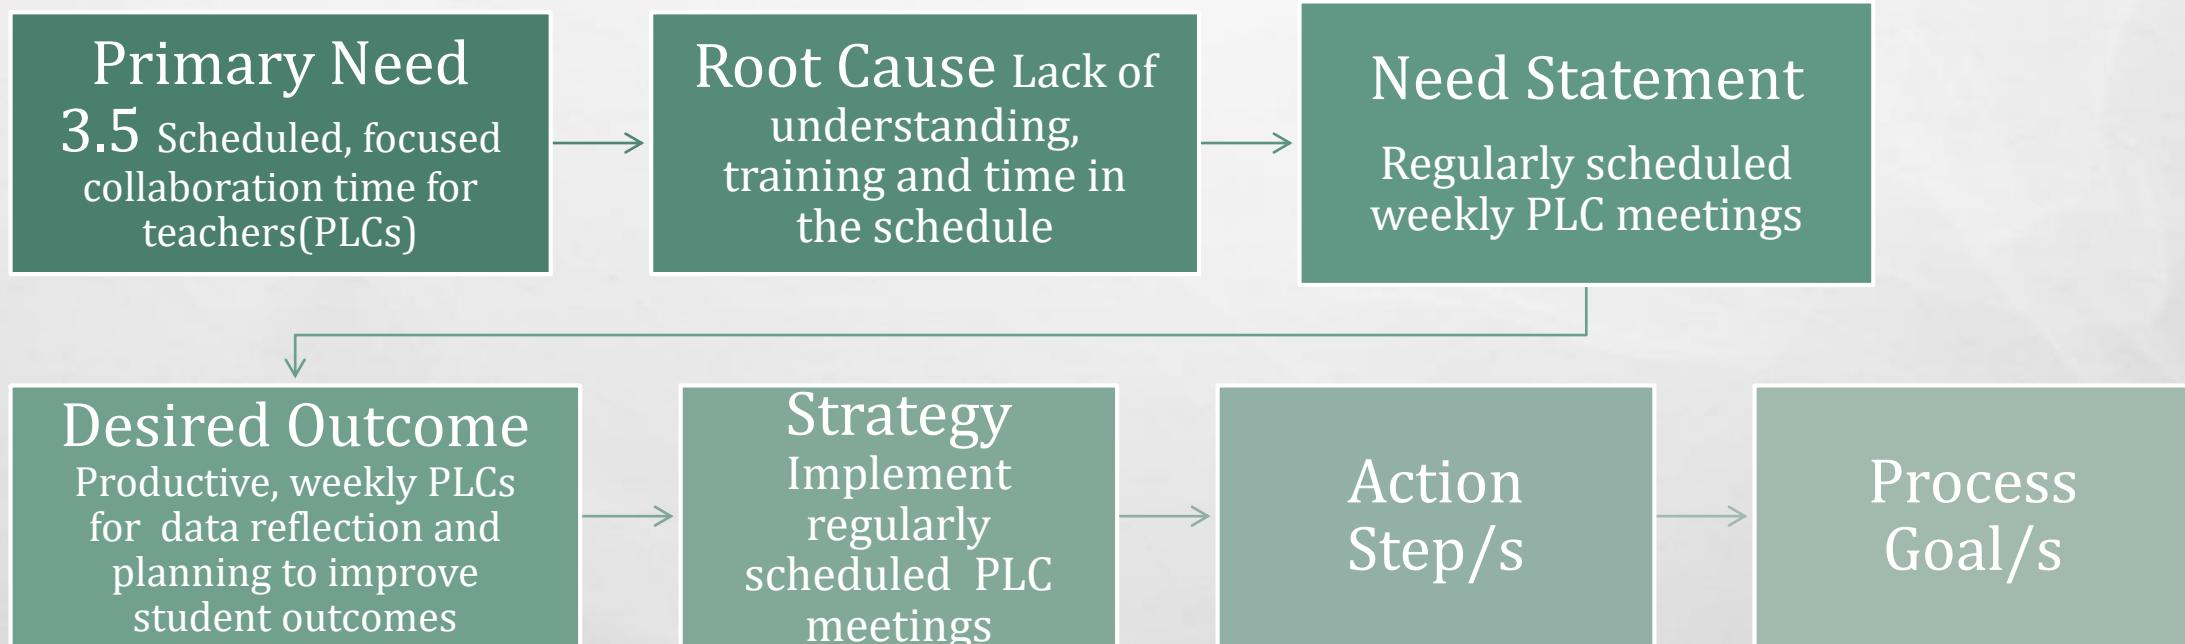 Primary Need
3.5 Scheduled, focused
collaboration time for
teachers(PLCs)
Root Cause Lack of
understanding,
training and time in
the schedule
Need Statement
Regularly scheduled
weekly PLC meetings
Desired Outcome
Productive, weekly PLCs
for data reflection and
planning to improve
student outcomes
Strategy
Implement
regularly
scheduled PLC
meetings
Action
Step/s
Process
Goal/s